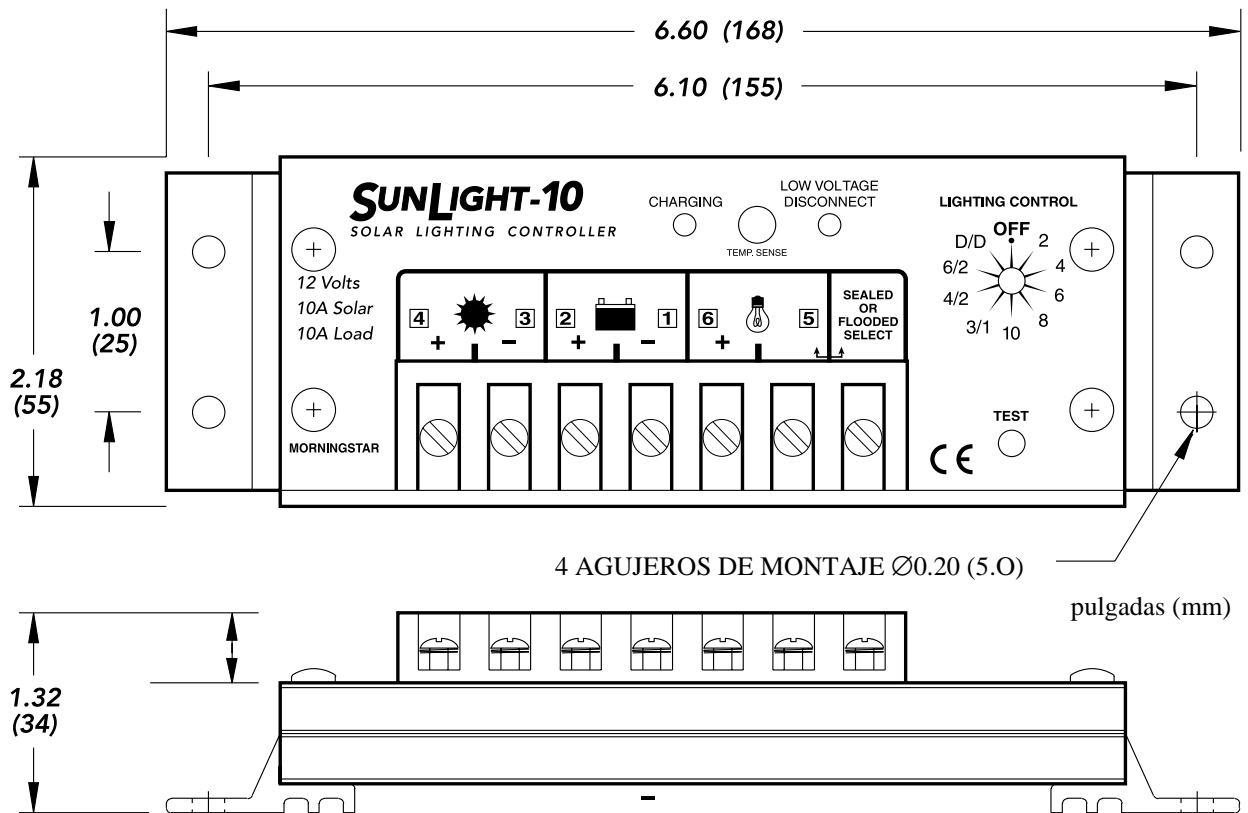 6.60 (168)
6.10 (155)
SUNLIGHT-10
SOLAR LIGHTING CONTROLLER
CHARGING
TEMP. SENSE
LOW VOLTAGE
DISCONNECT
LIGHTING CONTROL
OFF
D/D
2
6/2
4
4/2
6
3/1
10
8
12 Volts
10A Solar
10A Load
4
3
2
1
6
5
+
–
+
–
+
SEALED
OR
FLOODED
SELECT
1.00
(25)
2.18
(55)
MORNINGSTAR
CE
TEST
4 AGUJEROS DE MONTAJE Ø0.20 (5.O)
pulgadas (mm)
1.32
(34)
–